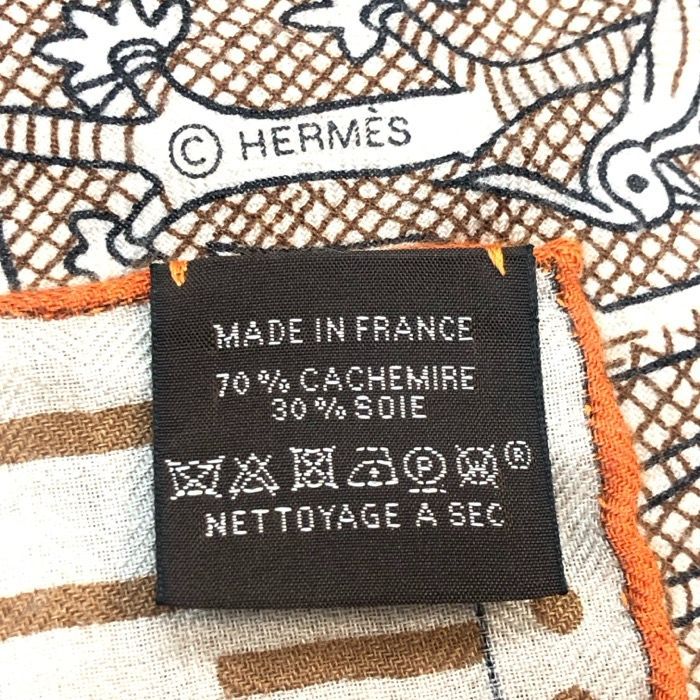 © HERMÈS
MADE IN FRANCE
70 % CACHEMIRE
30 % SOIE
P W ®
NETTOYAGE A SEC